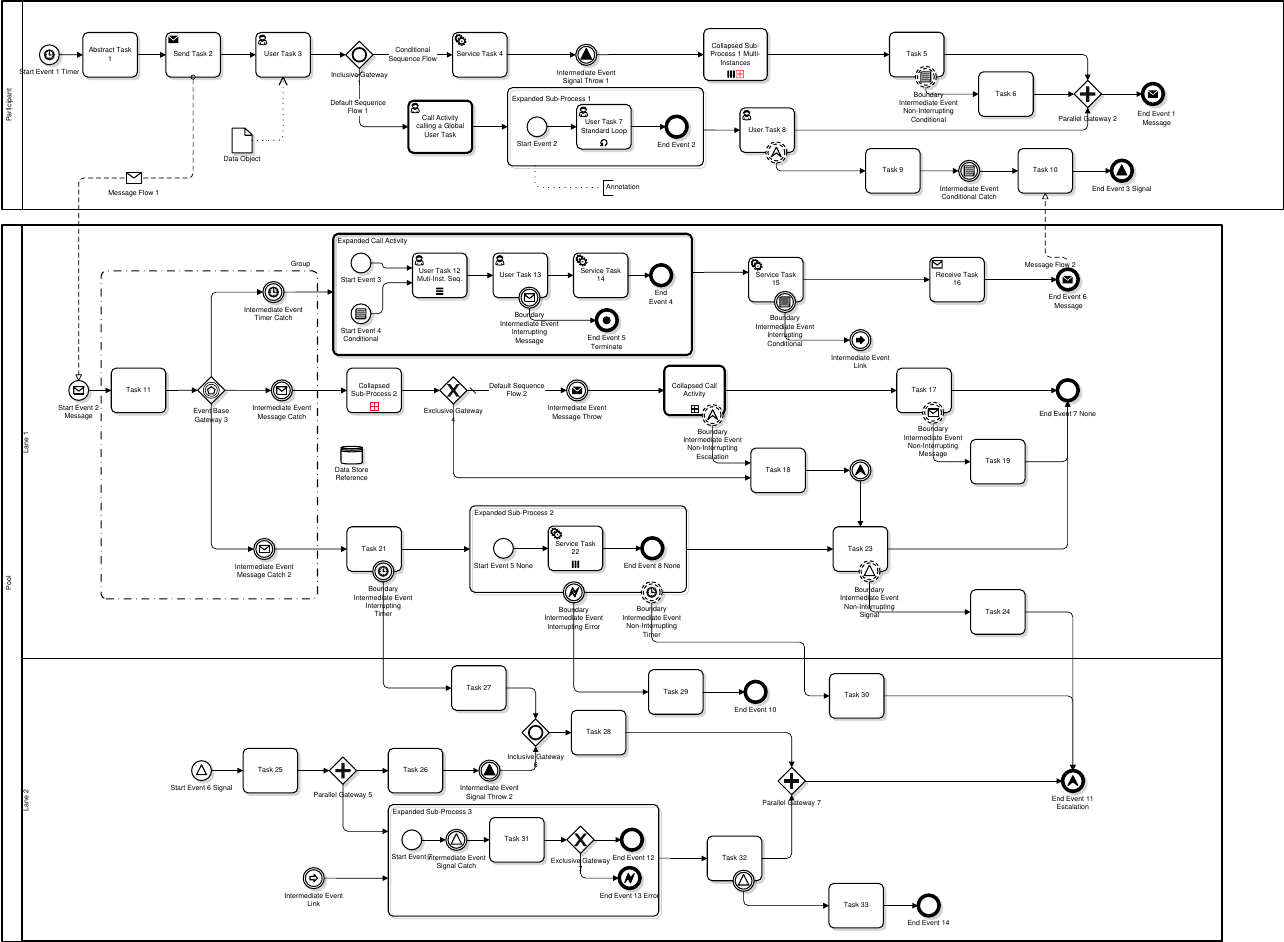 Participant
Start Event 1 Timer
Abstract Task
1
Send Task 2
User Task 3
Inclusive Gateway
Conditional
Sequence Flow
Service Task 4
Intermediate Event
Signal Throw 1
Collapsed Sub-
Process 1 Multi-
Instances
Task 5
Boundary
Intermediate Event
Non-Interrupting
Conditional
Task 6
Parallel Gateway 2
End Event 1
Message
Default Sequence
Flow 1
Call Activity
calling a Global
User Task
Expanded Sub-Process 1
Start Event 2
User Task 7
Standard Loop
End Event 2
User Task 8
Data Object
Annotation
Message Flow 1
Task 9
Intermediate Event
Conditional Catch
Task 10
End Event 3 Signal
Pool
Lane 1
Group
Expanded Call Activity
Start Event 3
Start Event 4
Conditional
User Task 12
Muti-Inst. Seq.
User Task 13
Service Task
14
End
Event 4
Boundary
Intermediate Event
Interrupting
Message
End Event 5
Terminate
Service Task
15
Boundary
Intermediate Event
Interrupting
Conditional
Intermediate Event
Link
Receive Task
16
Message Flow 2
End Event 6
Message
Intermediate Event
Timer Catch
Start Event 2
Message
Task 11
Event Base
Gateway 3
Intermediate Event
Message Catch
Collapsed
Sub-Process 2
Exclusive Gateway
4
Default Sequence
Flow 2
Intermediate Event
Message Throw
Collapsed Call
Activity
Boundary
Intermediate Event
Non-Interrupting
Escalation
Task 17
Boundary
Intermediate Event
Non-Interrupting
Message
End Event 7 None
Data Store
Reference
Task 18
Task 19
Intermediate Event
Message Catch 2
Task 21
Boundary
Intermediate Event
Interrupting
Timer
Expanded Sub-Process 2
Start Event 5 None
Service Task
22
End Event 8 None
Boundary
Intermediate Event
Interrupting Error
Boundary
Intermediate Event
Non-Interrupting
Timer
Task 23
Boundary
Intermediate Event
Non-Interrupting
Signal
Task 24
Lane 2
Task 27
Task 29
End Event 10
Task 30
Inclusive Gateway
6
Task 28
Start Event 6 Signal
Task 25
Parallel Gateway 5
Task 26
Intermediate Event
Signal Throw 2
Parallel Gateway 7
End Event 11
Escalation
Expanded Sub-Process 3
Start Event 7
Intermediate Event
Signal Catch
Task 31
Exclusive Gateway
End Event 12
End Event 13 Error
Intermediate Event
Link
Task 32
Task 33
End Event 14